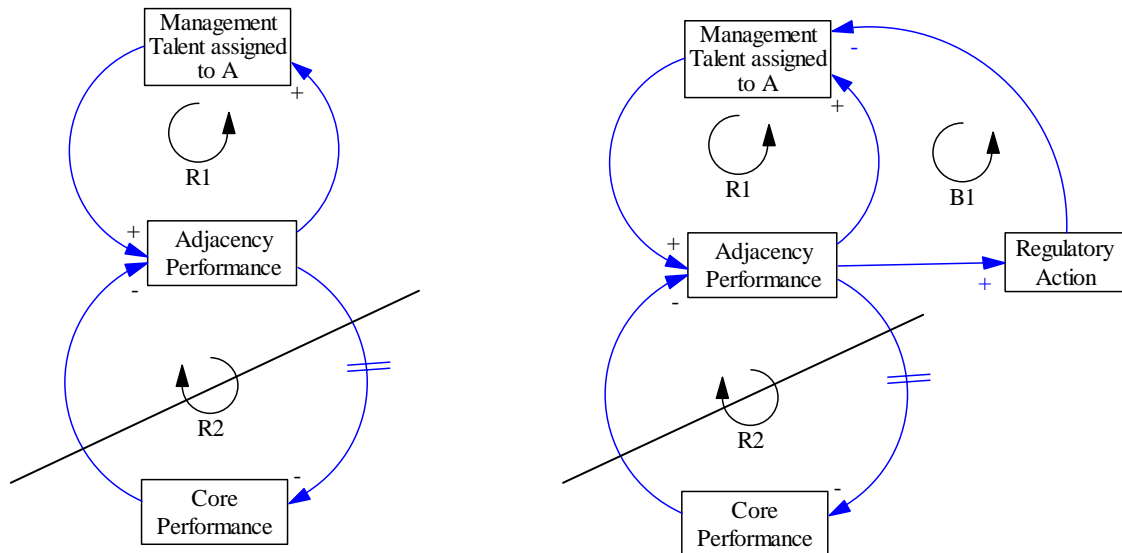 Management
Talent assigned
to A
+
R1
+
Adjacency
Performance
-
R2
-
Core
Performance
Management
Talent assigned
to A
-
+
R1
B1
+
Adjacency
Performance
-
+
Regulatory
Action
R2
-
Core
Performance